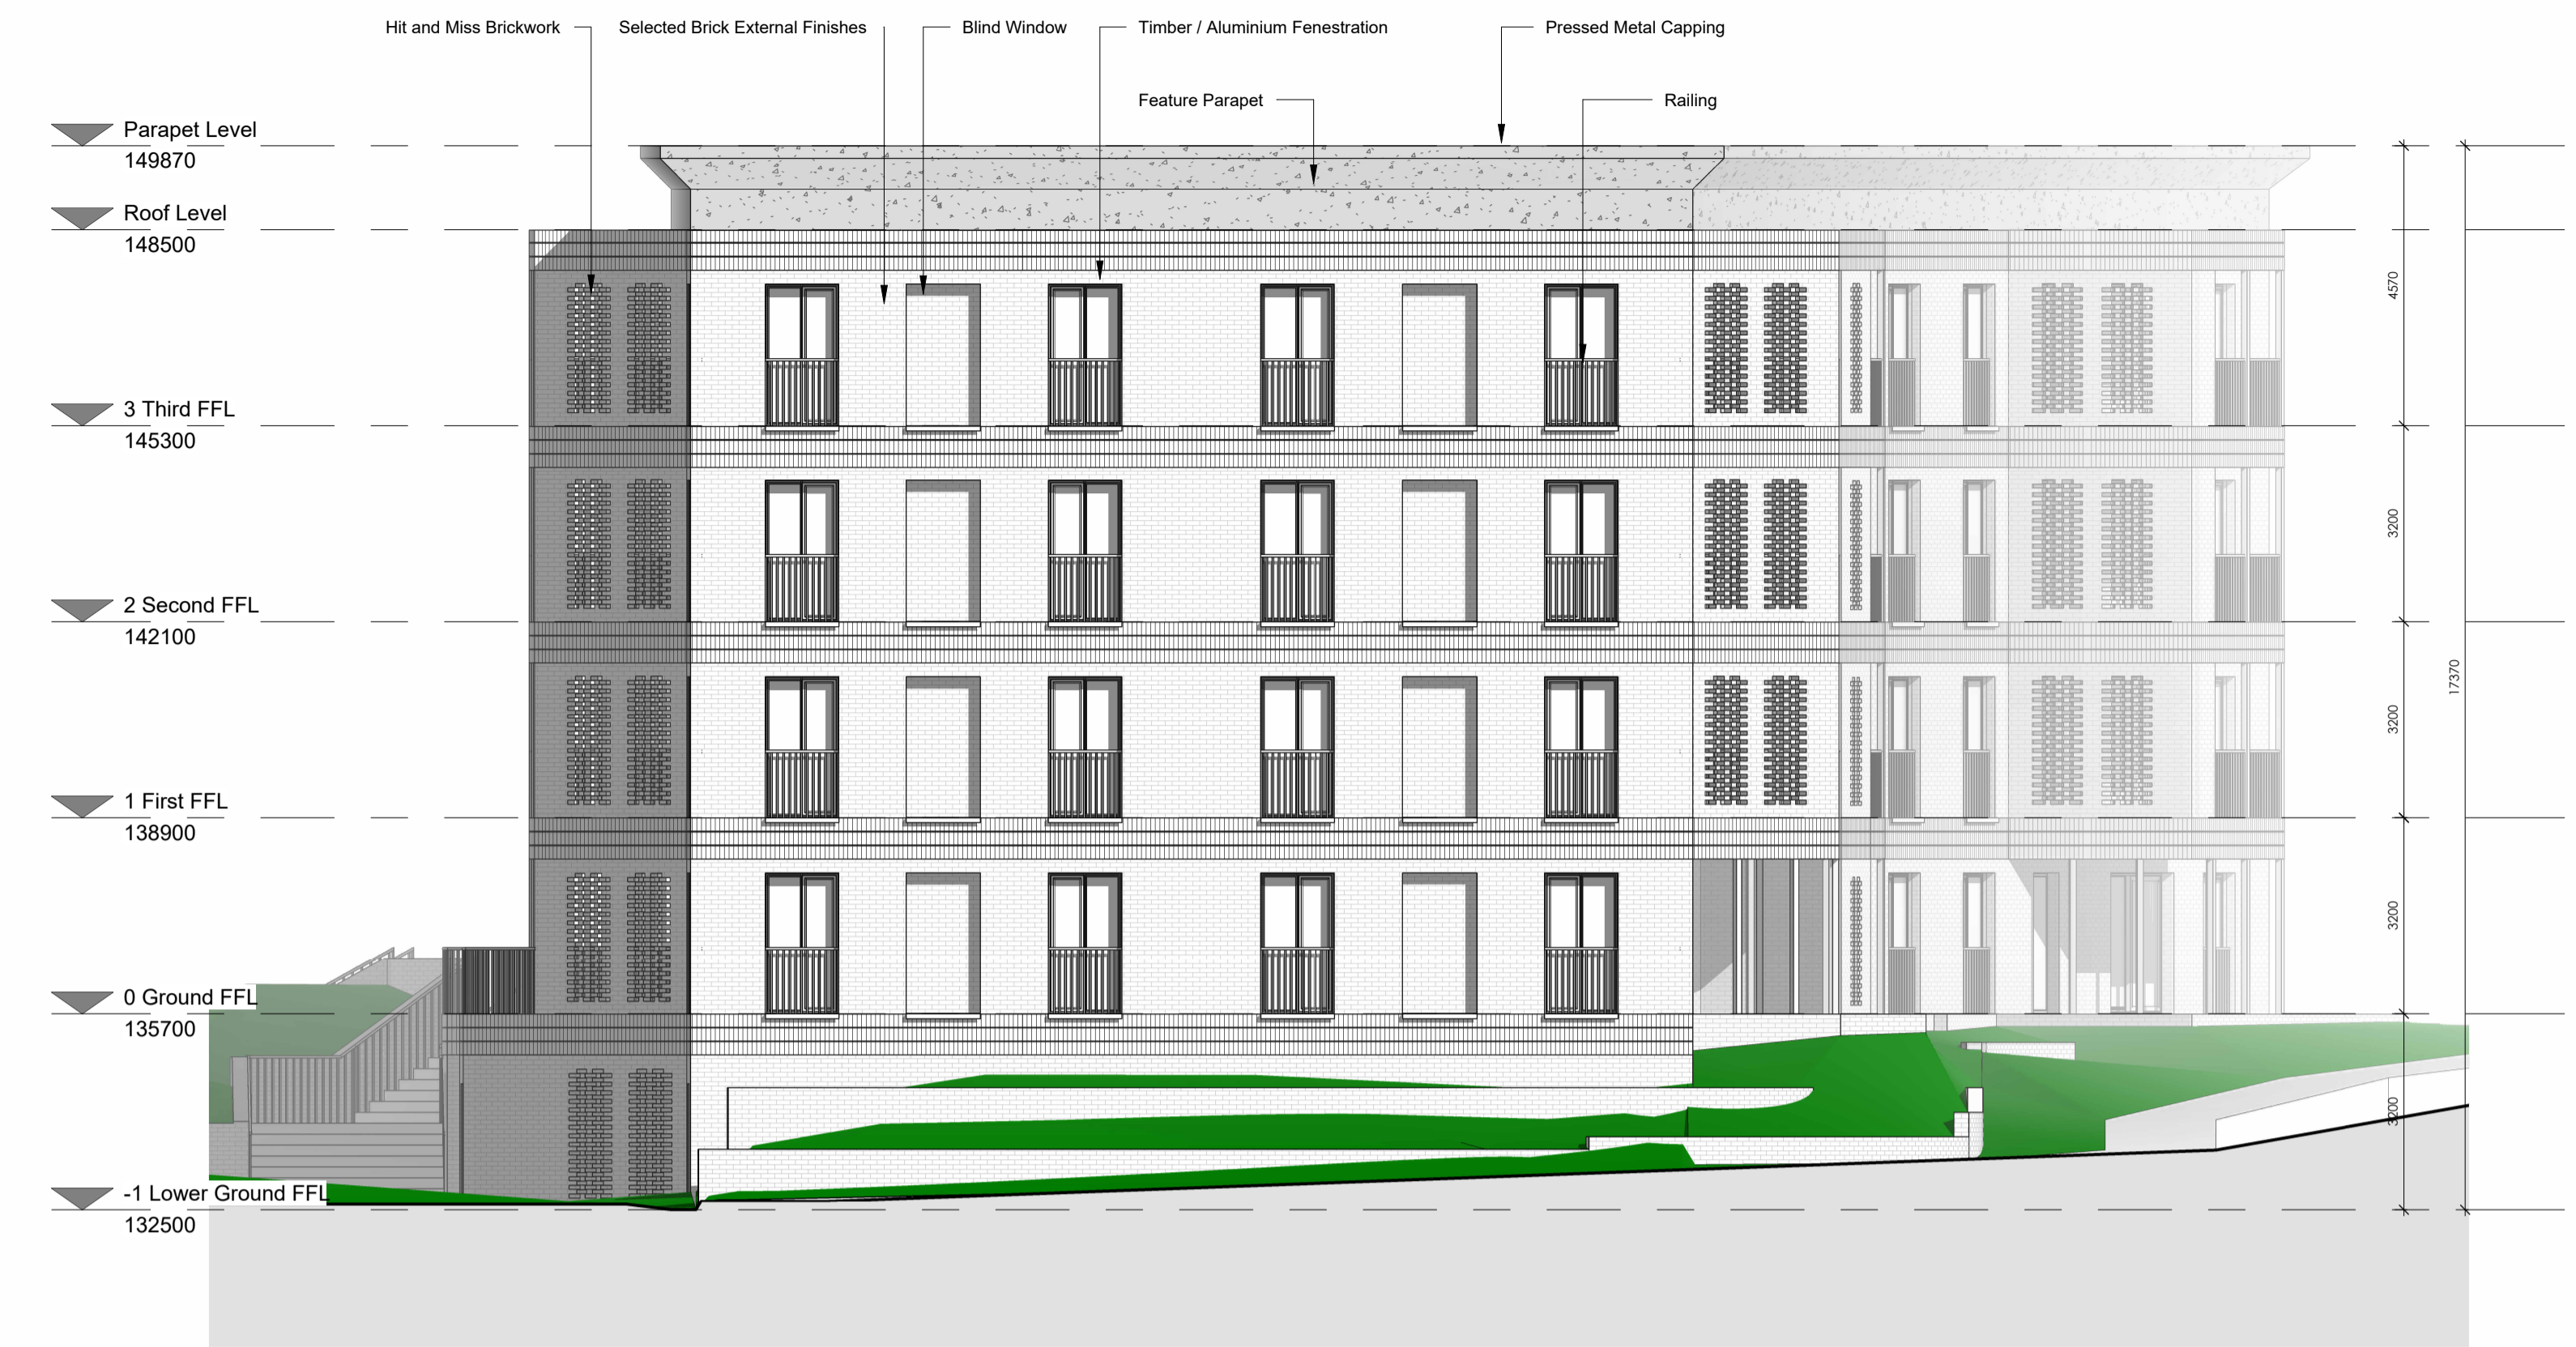 Hit and Miss Brickwork
Selected Brick External Finishes
Blind Window
Timber / Aluminium Fenestration
Pressed Metal Capping
Feature Parapet
Railing
Parapet Level
149870
Roof Level
148500
3 Third FFL
145300
2 Second FFL
142100
1 First FFL
138900
0 Ground FFL
135700
-1 Lower Ground FFL
132500
4570
3200
3200
3200
3200
17370